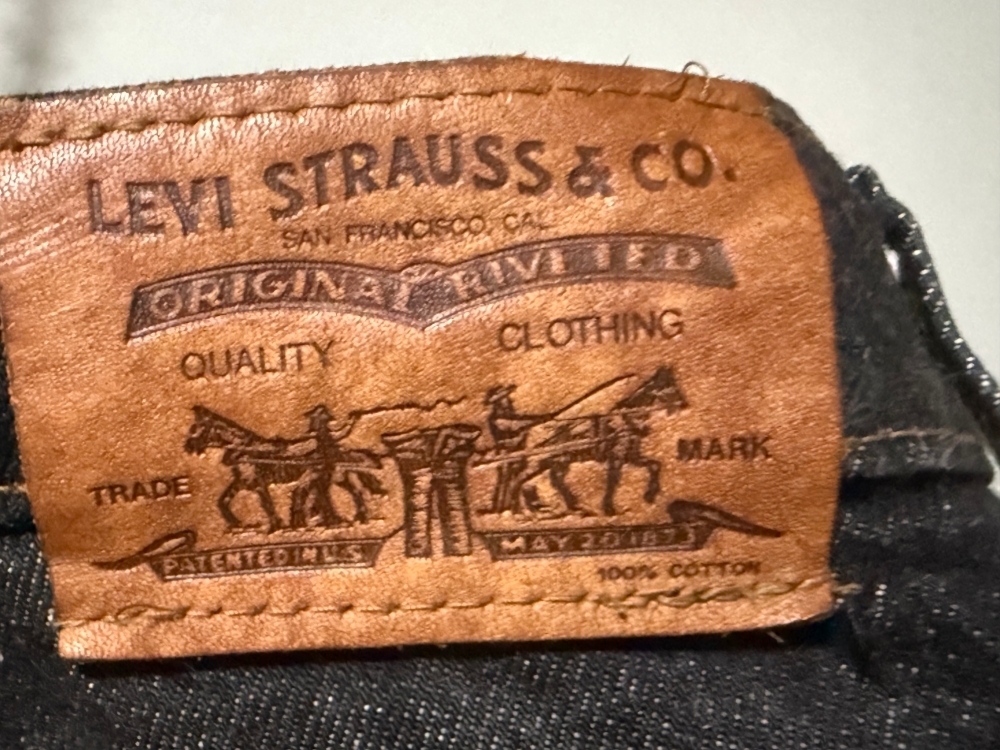 LEVI STRAUSS & CO.
SAN FRANCISCO, CAL
ORIGINAL RIVETED
QUALITY CLOTHING
TRADE MARK
PATENTED IN U.S.
MAY 20 1873
100% COTTON